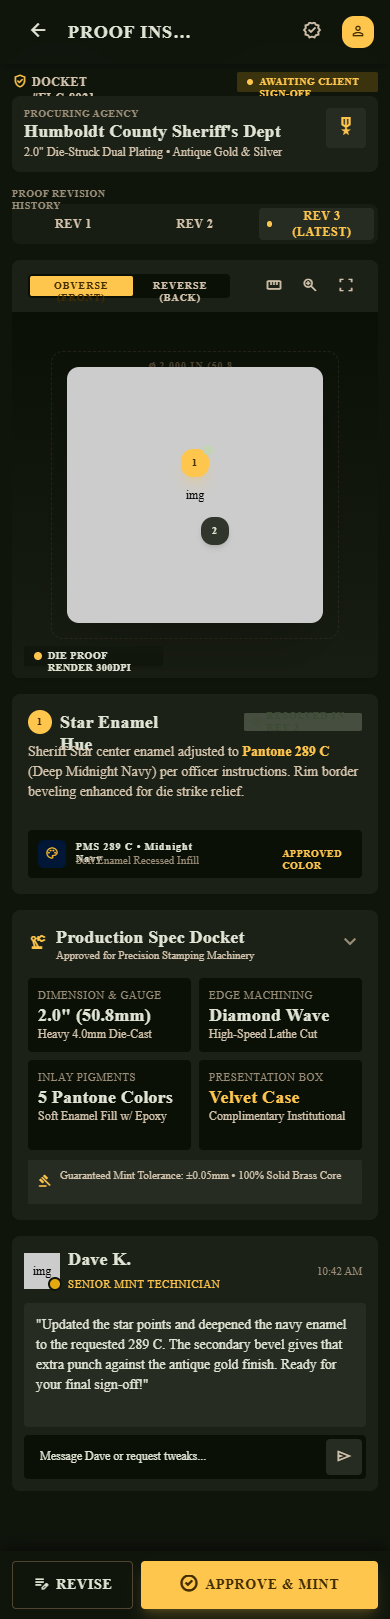 PROOF INS...
DOCKET
AWAITING CLIENT
SIGN-OFF
PROCURING AGENCY
Humboldt County Sheriff's Dept
2.0" Die-Struck Dual Plating • Antique Gold & Silver
PROOF REVISION
HISTORY
REV 1
REV 2
REV 3
(LATEST)
OBVERSE
(FRONT)
REVERSE
(BACK)
1
img
2
DIE PROOF
RENDER 300DPI
1
Star Enamel
Hue
Sheriff Star center enamel adjusted to Pantone 289 C
(Deep Midnight Navy) per officer instructions. Rim border
beveling enhanced for die strike relief.
PMS 289 C • Midnight
Navy
Soft Enamel Recessed Infill
APPROVED
COLOR
Production Spec Docket
Approved for Precision Stamping Machinery
DIMENSION & GAUGE
2.0" (50.8mm)
Heavy 4.0mm Die-Cast
EDGE MACHINING
Diamond Wave
High-Speed Lathe Cut
INLAY PIGMENTS
5 Pantone Colors
Soft Enamel Fill w/ Epoxy
PRESENTATION BOX
Velvet Case
Complimentary Institutional
Guaranteed Mint Tolerance: ±0.05mm • 100% Solid Brass Core
img
Dave K.
SENIOR MINT TECHNICIAN
10:42 AM
"Updated the star points and deepened the navy enamel
to the requested 289 C. The secondary bevel gives that
extra punch against the antique gold finish. Ready for
your final sign-off!"
Message Dave or request tweaks...
REVISE
APPROVE & MINT